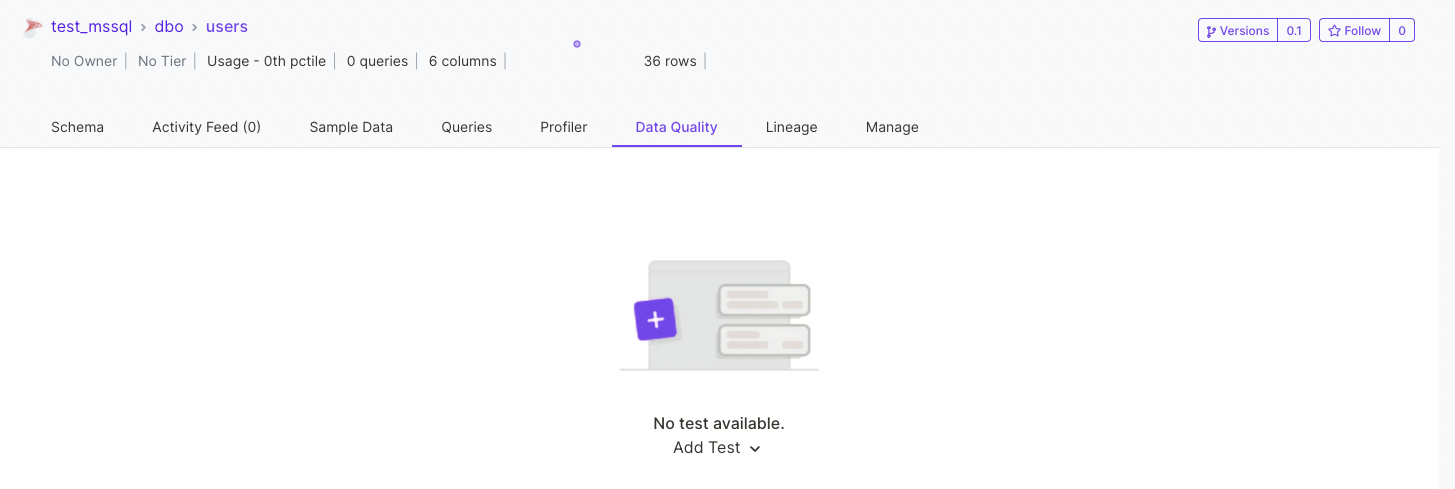 test_mssql > dbo > users
Versions 0.1 Follow 0
No Owner | No Tier | Usage - 0th pctile | 0 queries | 6 columns | 36 rows |
Schema Activity Feed (0) Sample Data Queries Profiler Data Quality Lineage Manage
No test available.
Add Test